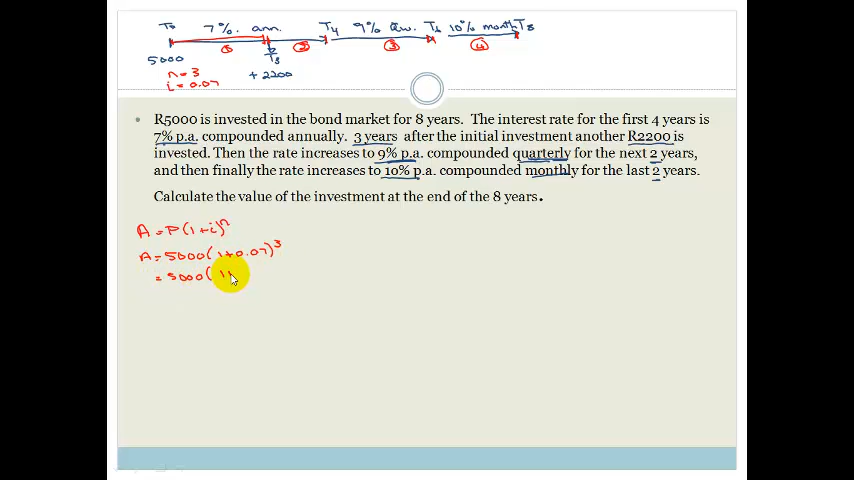 T0 7%. ann. T4 9% Qu. T6 10% month T8
① ② ③ ④
5000 T3
n = 3 + 2200
i = 0.07
R5000 is invested in the bond market for 8 years. The interest rate for the first 4 years is
7% p.a. compounded annually. 3 years after the initial investment another R2200 is
invested. Then the rate increases to 9% p.a. compounded quarterly for the next 2 years,
and then finally the rate increases to 10% p.a. compounded monthly for the last 2 years.
Calculate the value of the investment at the end of the 8 years.
A = P(1+i)^n
A = 5000(1+0.07)^3
= 5000(1+